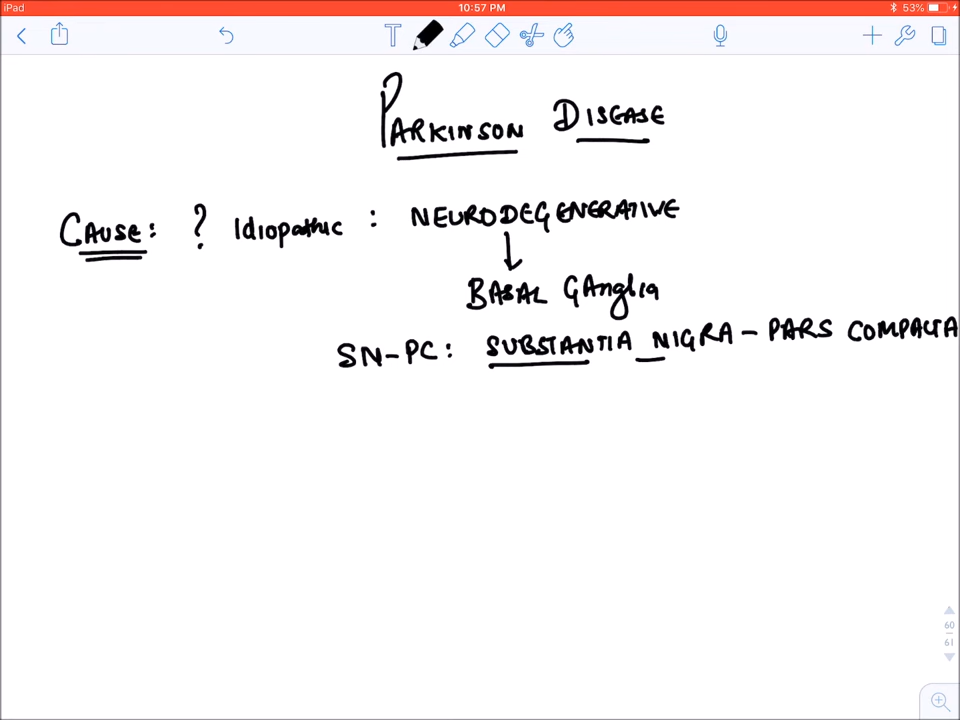 iPad 10:57 PM 53%
T
PARKINSON DISEASE
CAUSE: ? Idiopathic : NEURODEGENERATIVE
BASAL GAnglia
SN-PC: SUBSTANTIA NIGRA - PARS COMPACTA
60
61